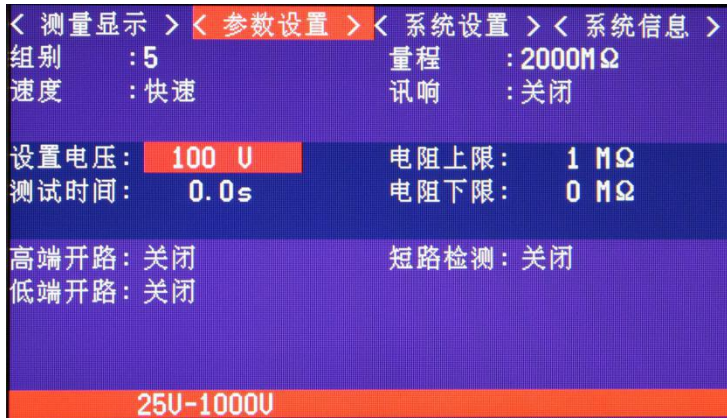 < 测量显示 > < 参数设置 > < 系统设置 > < 系统信息 >
组别 :5 量程 :2000MΩ
速度 :快速 讯响 :关闭
设置电压: 100 V 电阻上限: 1 MΩ
测试时间: 0.0s 电阻下限: 0 MΩ
高端开路:关闭 短路检测:关闭
低端开路:关闭
25V-1000V